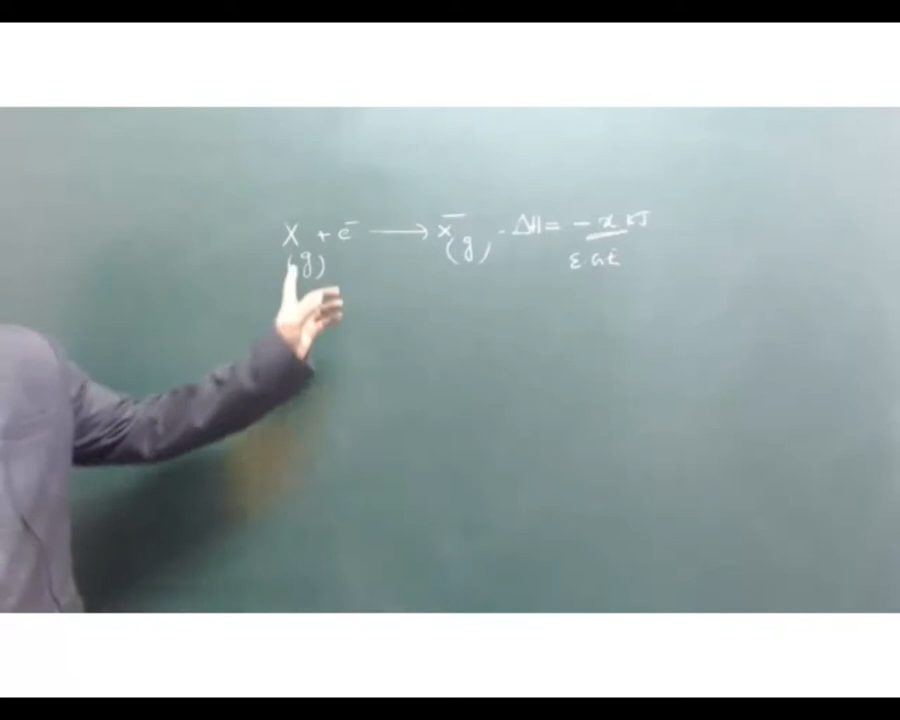 X + e⁻ ⟶ X⁻ . ΔH = - x kJ
(g) (g) ε. at